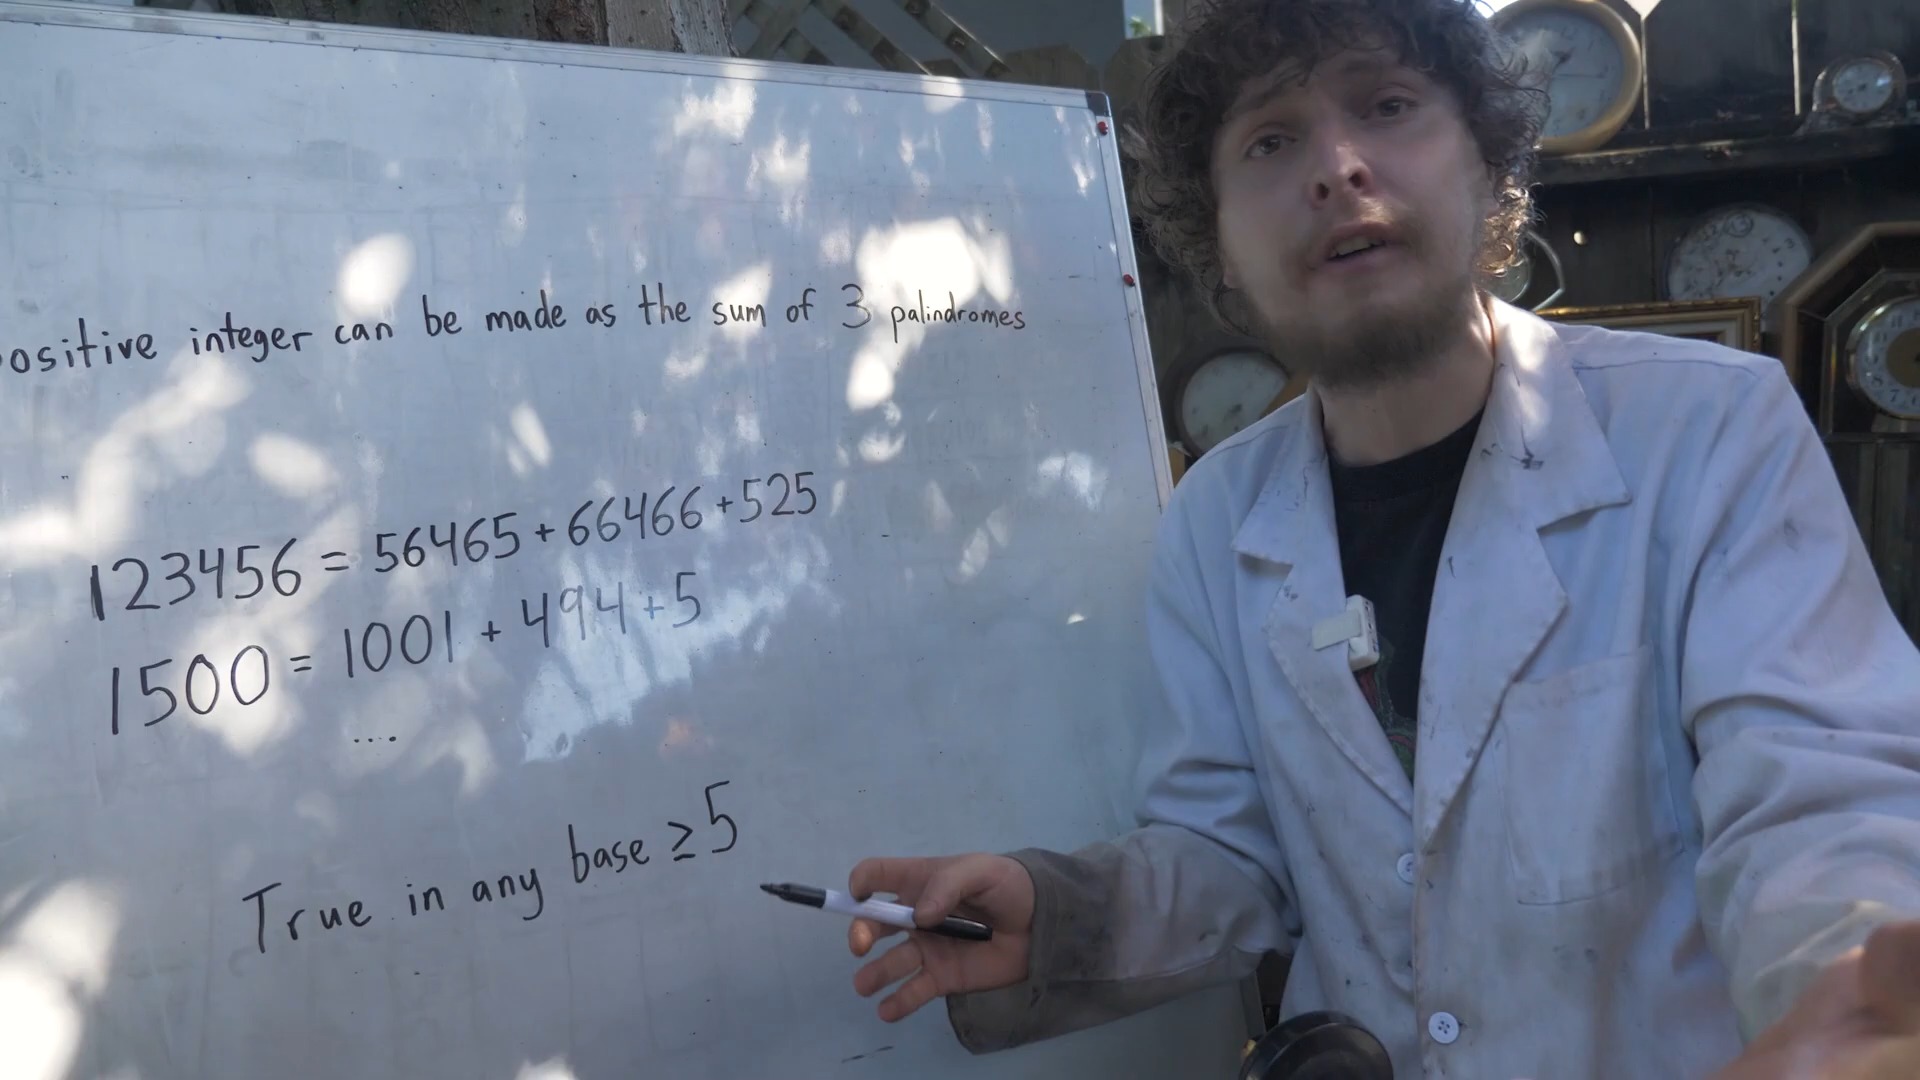 ositive integer can be made as the sum of 3 palindromes
123456 = 56465 + 66466 + 525
1500 = 1001 + 494 + 5
....
True in any base ≥ 5